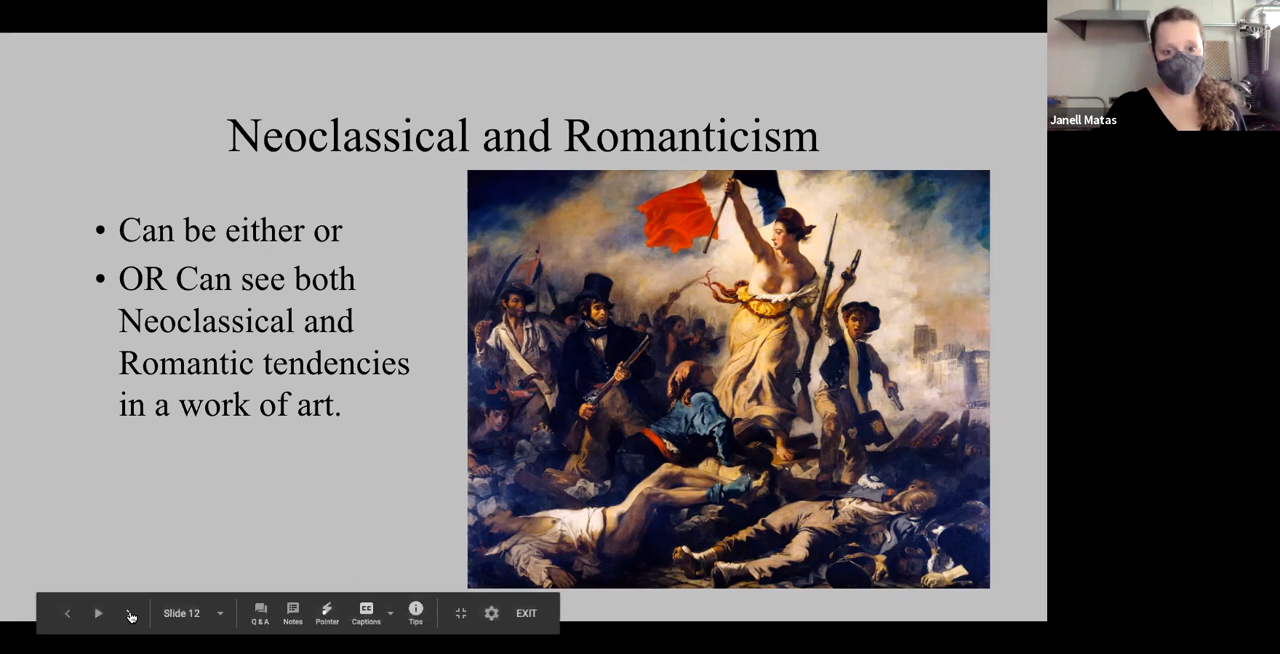 Neoclassical and Romanticism
• Can be either or
• OR Can see both
Neoclassical and
Romantic tendencies
in a work of art.
Janell Matas
Slide 12
Q & A
Notes
Pointer
CC
Captions
Tips
EXIT